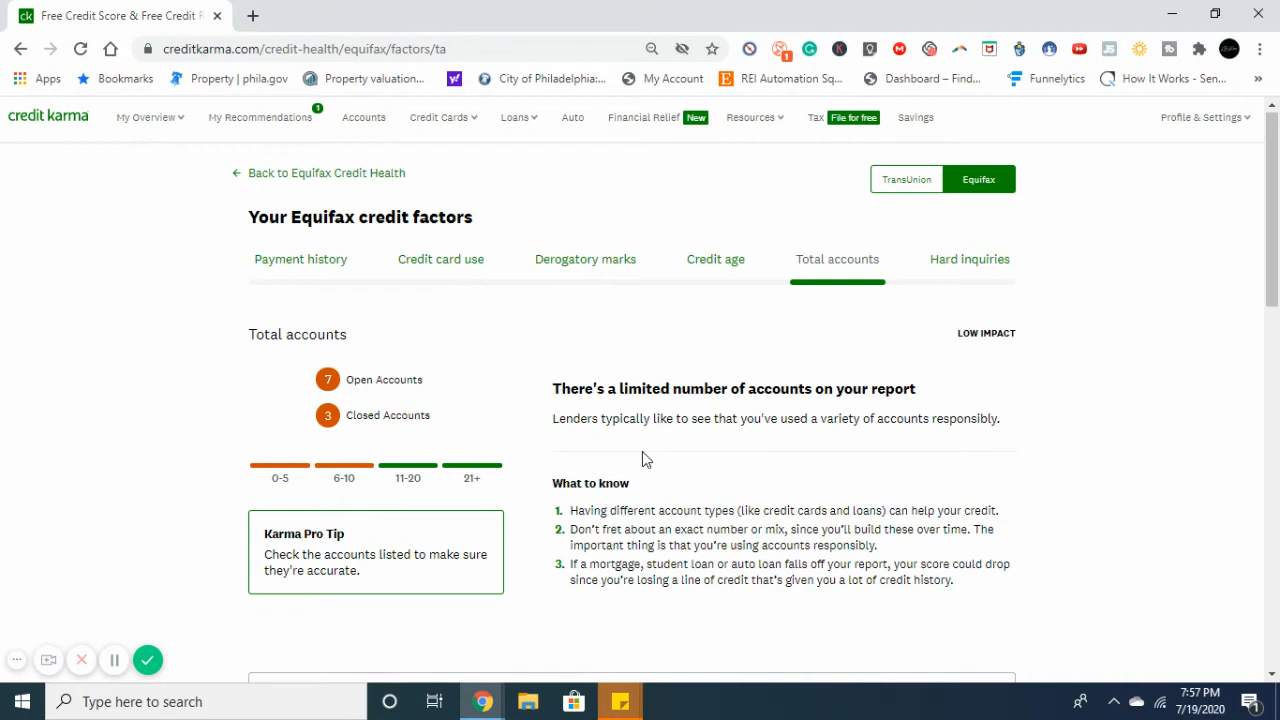 ck Free Credit Score & Free Credit R
creditkarma.com/credit-health/equifax/factors/ta
1
Apps Bookmarks Property | phila.gov Property valuation... City of Philadelphia:... My Account REI Automation Sq... Dashboard – Find... Funnelytics How It Works - Sen... »
credit karma My Overview My Recommendations 1 Accounts Credit Cards Loans Auto Financial Relief New Resources Tax File for free Savings Profile & Settings
Back to Equifax Credit Health
TransUnion Equifax
Your Equifax credit factors
Payment history Credit card use Derogatory marks Credit age Total accounts Hard inquiries
Total accounts
LOW IMPACT
7 Open Accounts
3 Closed Accounts
0-5 6-10 11-20 21+
Karma Pro Tip
Check the accounts listed to make sure
they're accurate.
There's a limited number of accounts on your report
Lenders typically like to see that you've used a variety of accounts responsibly.
What to know
1. Having different account types (like credit cards and loans) can help your credit.
2. Don't fret about an exact number or mix, since you'll build these over time. The
important thing is that you're using accounts responsibly.
3. If a mortgage, student loan or auto loan falls off your report, your score could drop
since you're losing a line of credit that's given you a lot of credit history.
Type here to search
7:57 PM
7/19/2020
1